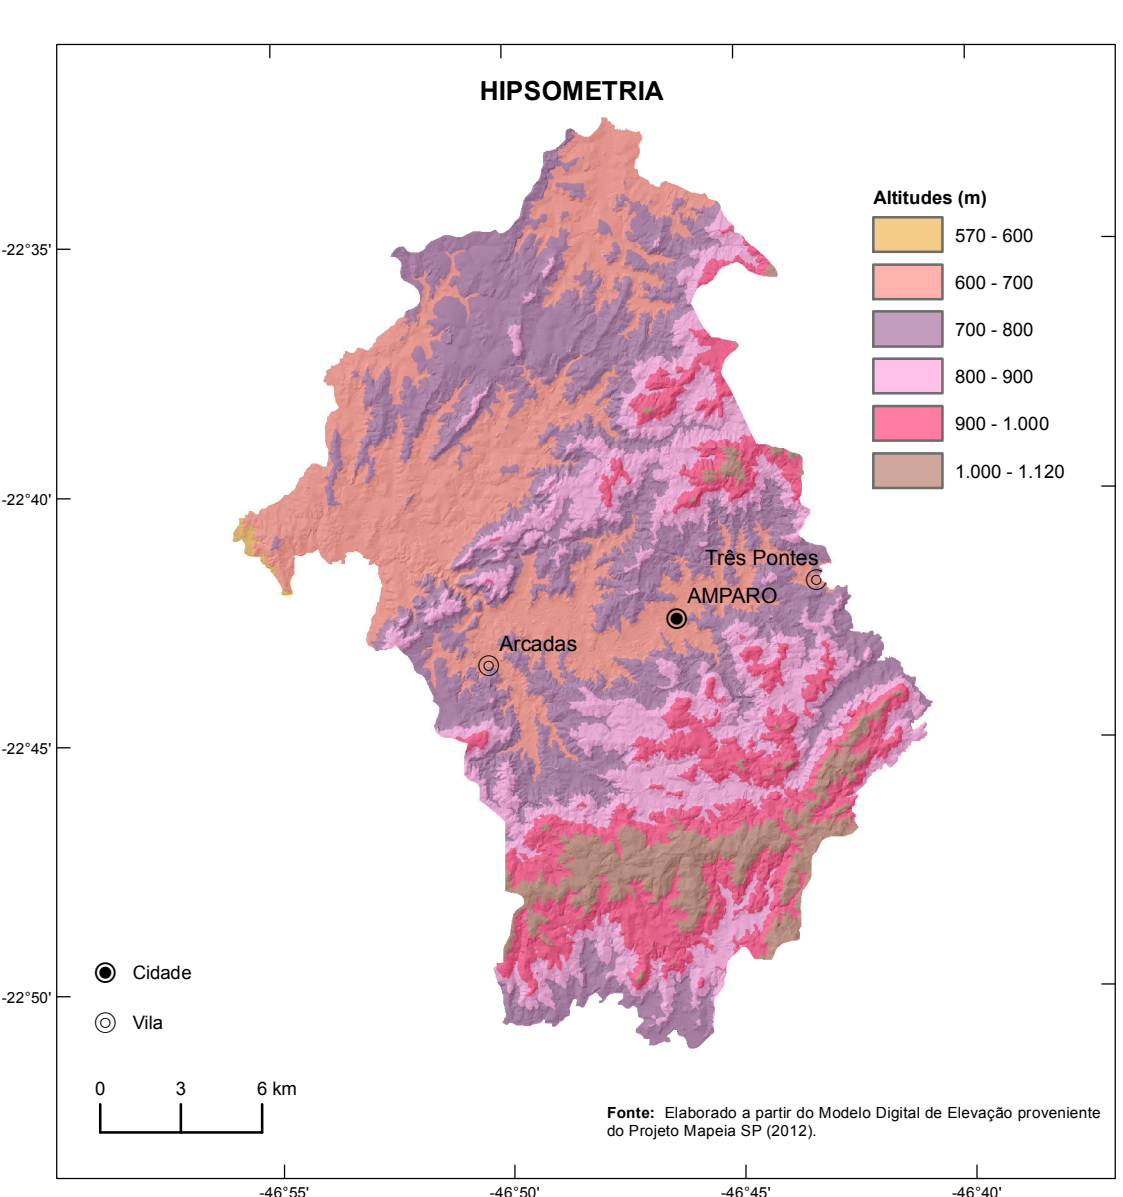 HIPSOMETRIA
Altitudes (m)
570 - 600
600 - 700
700 - 800
800 - 900
900 - 1.000
1.000 - 1.120
-22°35'
-22°40'
-22°45'
-22°50'
Três Pontes
AMPARO
Arcadas
Cidade
Vila
0 3 6 km
Fonte: Elaborado a partir do Modelo Digital de Elevação proveniente
do Projeto Mapeia SP (2012).
-46°55' -46°50' -46°45' -46°40'